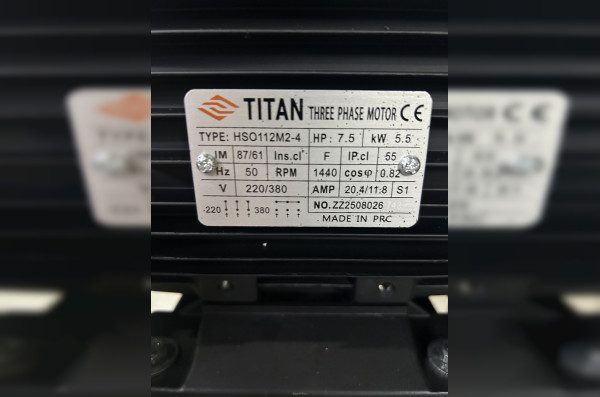 TITAN THREE PHASE MOTOR CE
TYPE: HSO112M2-4 HP: 7.5 kW 5.5
IM 87/61 Ins.cl F IP.cl 55
Hz 50 RPM 1440 cosφ 0.82
V 220/380 AMP 20.4/11.8 S1
220 380 NO.ZZ2508026
MADE IN PRC